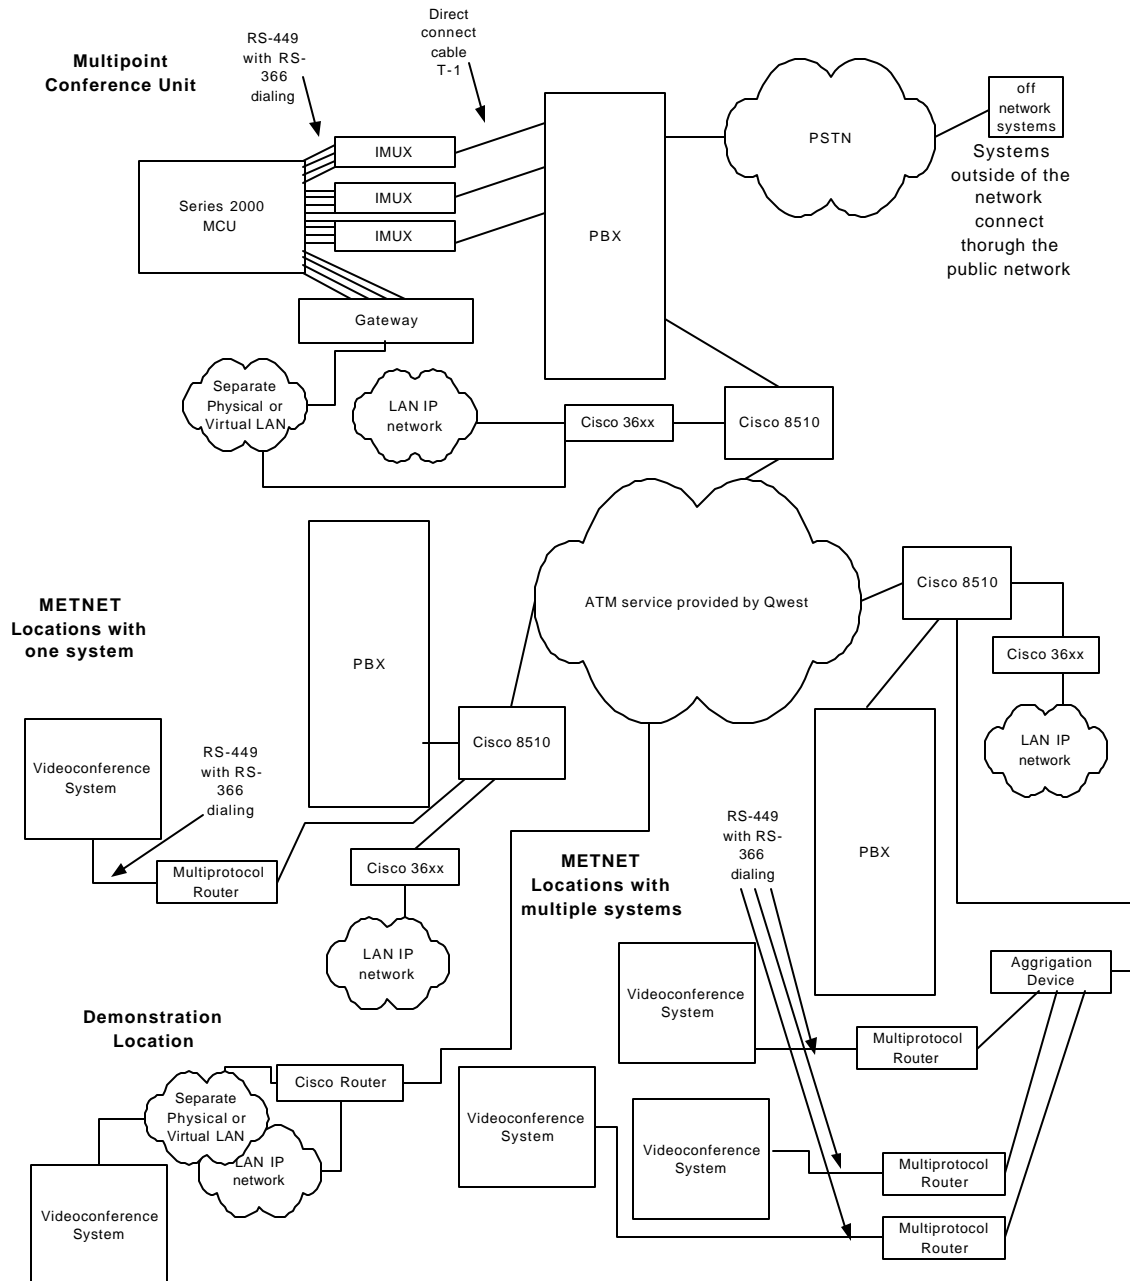 Multipoint
Conference Unit
RS-449
with RS-
366
dialing
Direct
connect
cable
T-1
IMUX
IMUX
IMUX
Series 2000
MCU
PBX
PSTN
off
network
systems
Systems
outside of the
network
connect
thorugh the
public network
Gateway
Separate
Physical or
Virtual LAN
LAN IP
network
Cisco 36xx
Cisco 8510
ATM service provided by Qwest
METNET
Locations with
one system
PBX
Cisco 8510
Videoconference
System
RS-449
with RS-
366
dialing
Multiprotocol
Router
Cisco 36xx
LAN IP
network
Cisco 8510
Cisco 36xx
LAN IP
network
PBX
METNET
Locations with
multiple systems
RS-449
with RS-
366
dialing
Aggrigation
Device
Videoconference
System
Multiprotocol
Router
Videoconference
System
Videoconference
System
Multiprotocol
Router
Multiprotocol
Router
Demonstration
Location
Cisco Router
Separate
Physical or
Virtual LAN
LAN IP
network
Videoconference
System